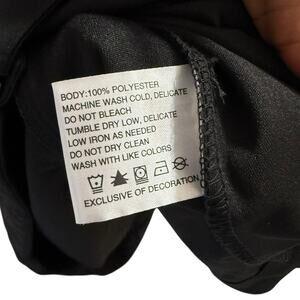 BODY:100% POLYESTER
MACHINE WASH COLD, DELICATE
DO NOT BLEACH
TUMBLE DRY LOW, DELICATE
LOW IRON AS NEEDED
DO NOT DRY CLEAN
WASH WITH LIKE COLORS
EXCLUSIVE OF DECORATION